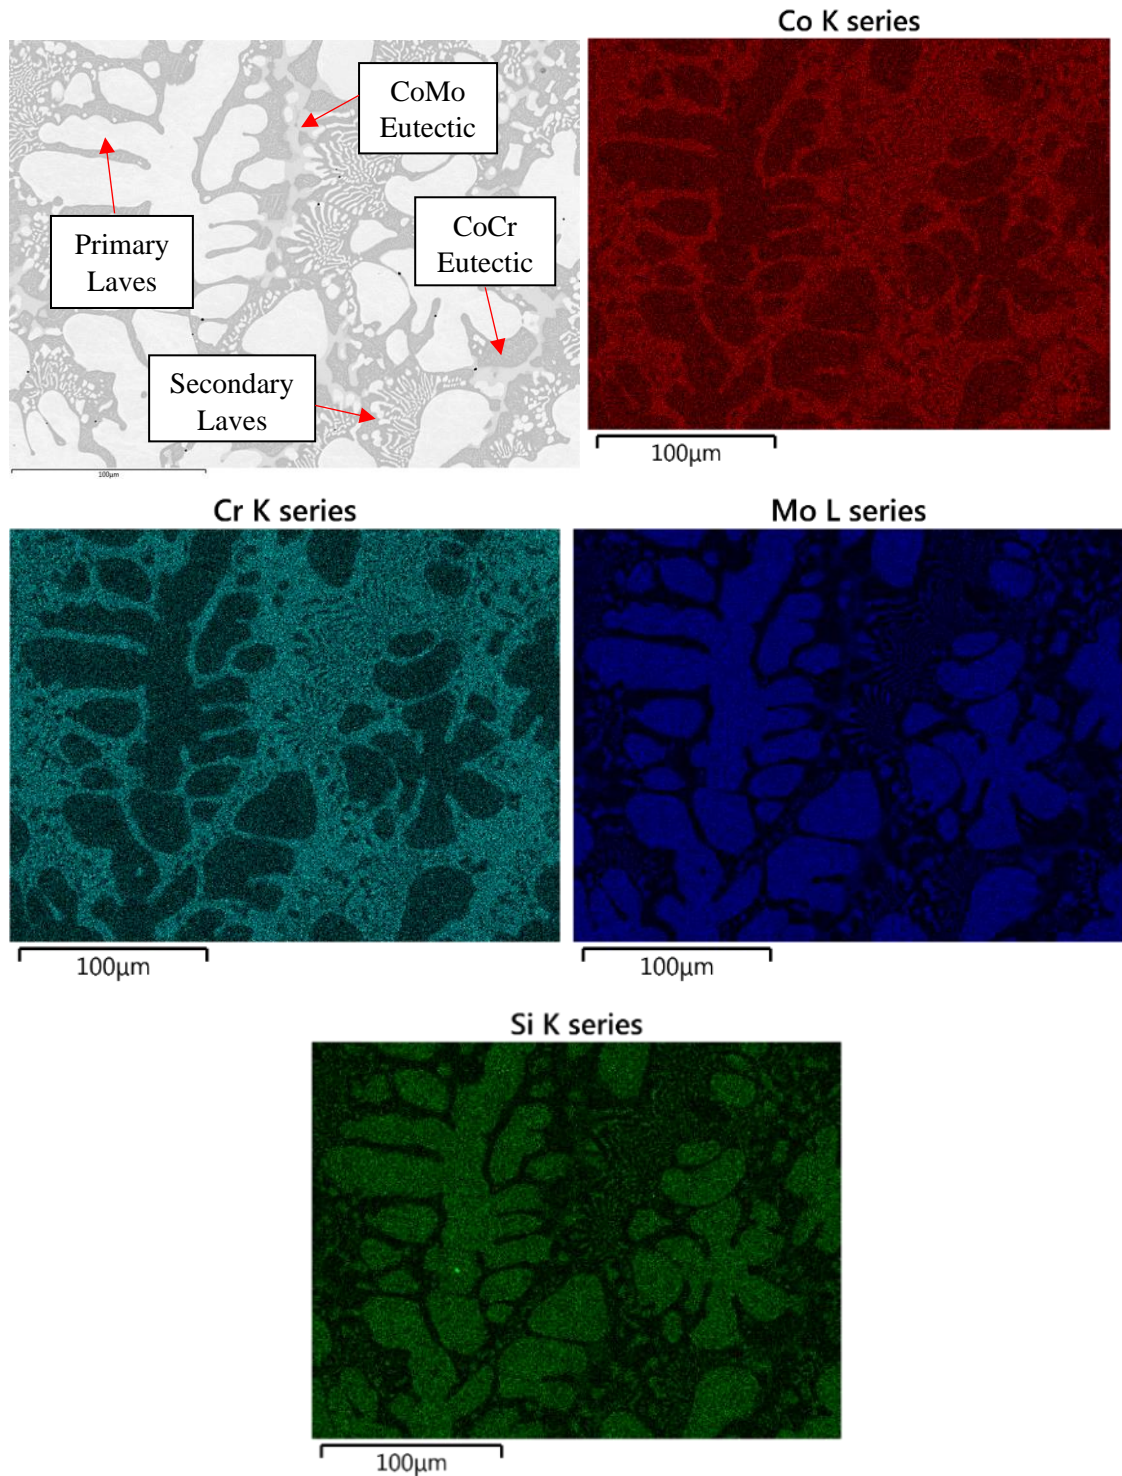 Co K series
CoMo
Eutectic
CoCr
Eutectic
Primary
Laves
Secondary
Laves
100µm
100µm
Cr K series
Mo L series
100µm
100µm
Si K series
100µm